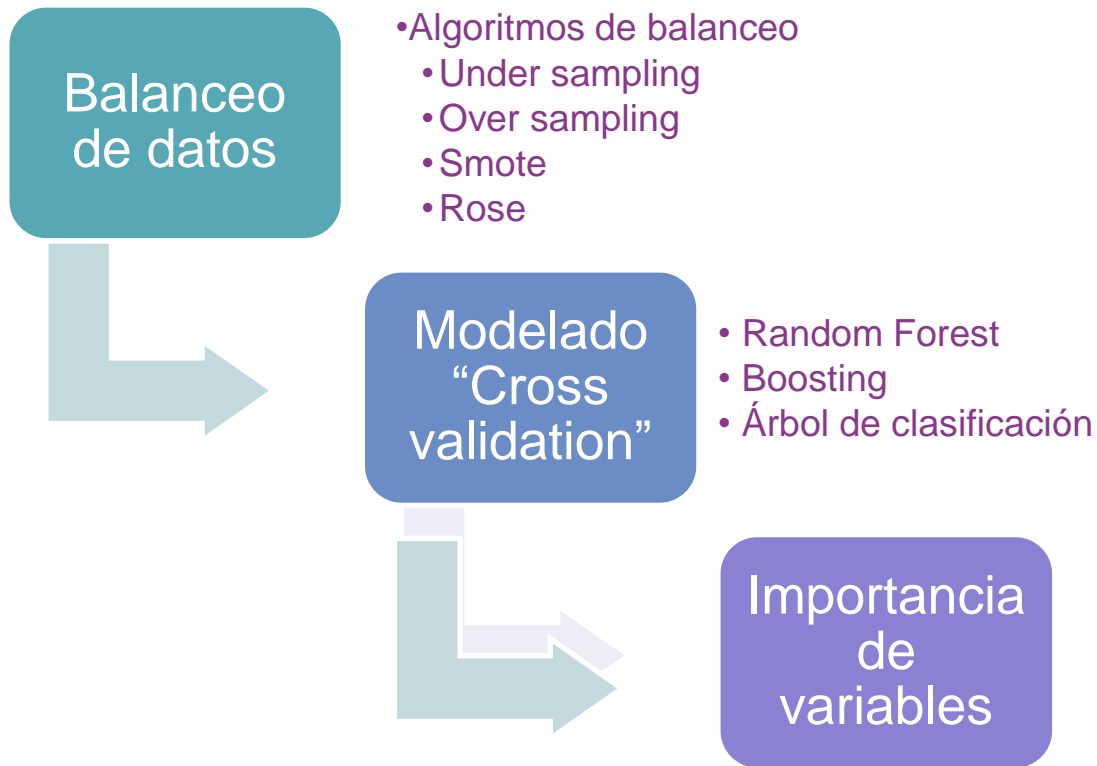 Balanceo
de datos
•Algoritmos de balanceo
•Under sampling
•Over sampling
•Smote
•Rose
Modelado
“Cross
validation”
• Random Forest
• Boosting
• Árbol de clasificación
Importancia
de
variables